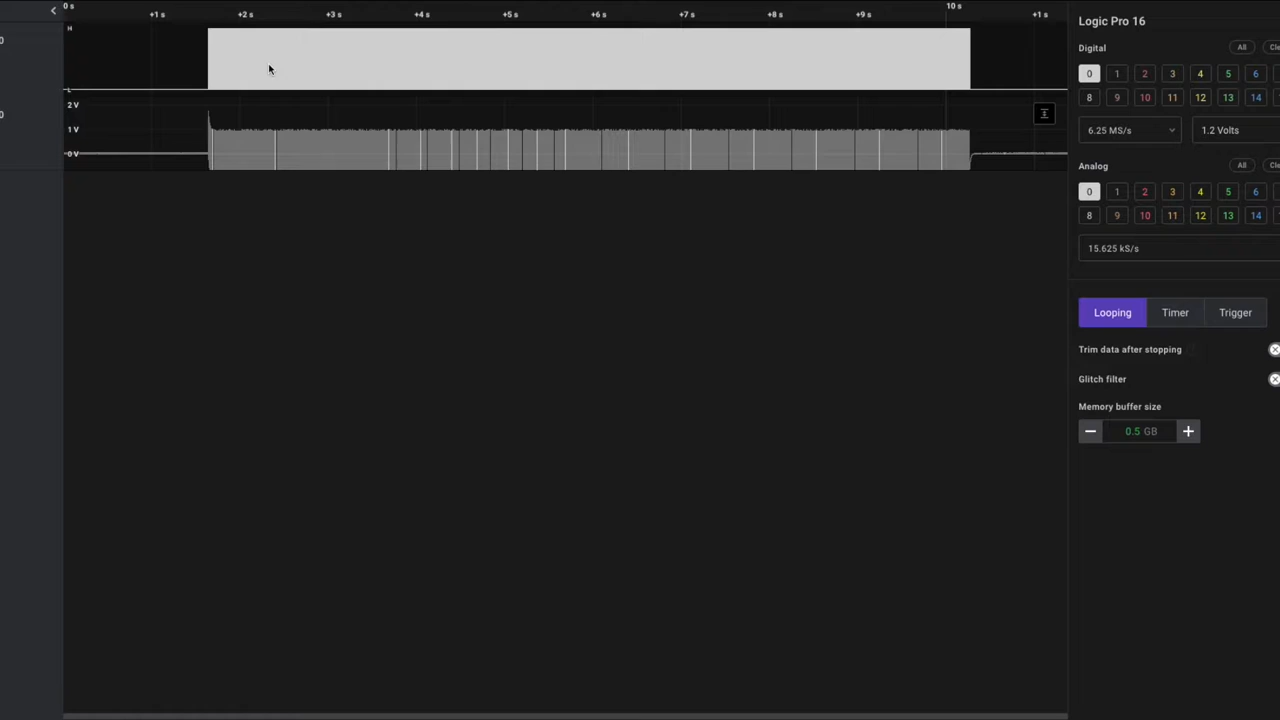 0 s +1 s +2 s +3 s +4 s +5 s +6 s +7 s +8 s +9 s 10 s +1 s
H
L
2 V
1 V
0 V
0
0
Logic Pro 16
Digital All Cle
0 1 2 3 4 5 6
8 9 10 11 12 13 14
6.25 MS/s 1.2 Volts
Analog All Cle
0 1 2 3 4 5 6
8 9 10 11 12 13 14
15.625 kS/s
Looping Timer Trigger
Trim data after stopping
Glitch filter
Memory buffer size
0.5 GB